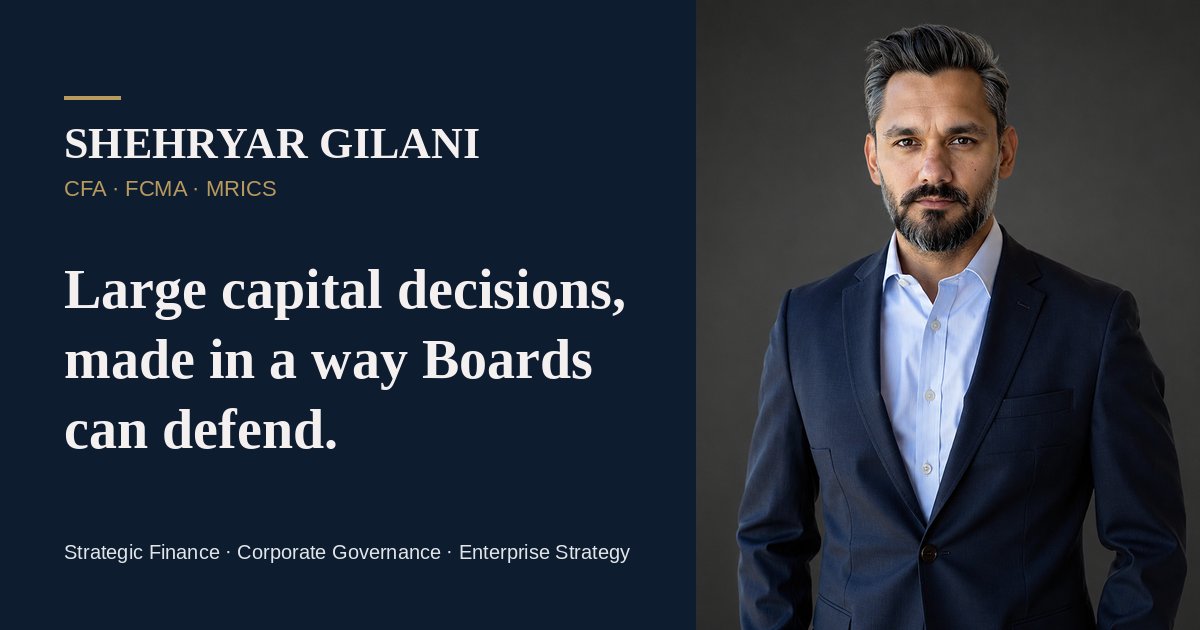 SHEHRYAR GILANI
CFA · FCMA · MRICS
Large capital decisions,
made in a way Boards
can defend.
Strategic Finance · Corporate Governance · Enterprise Strategy